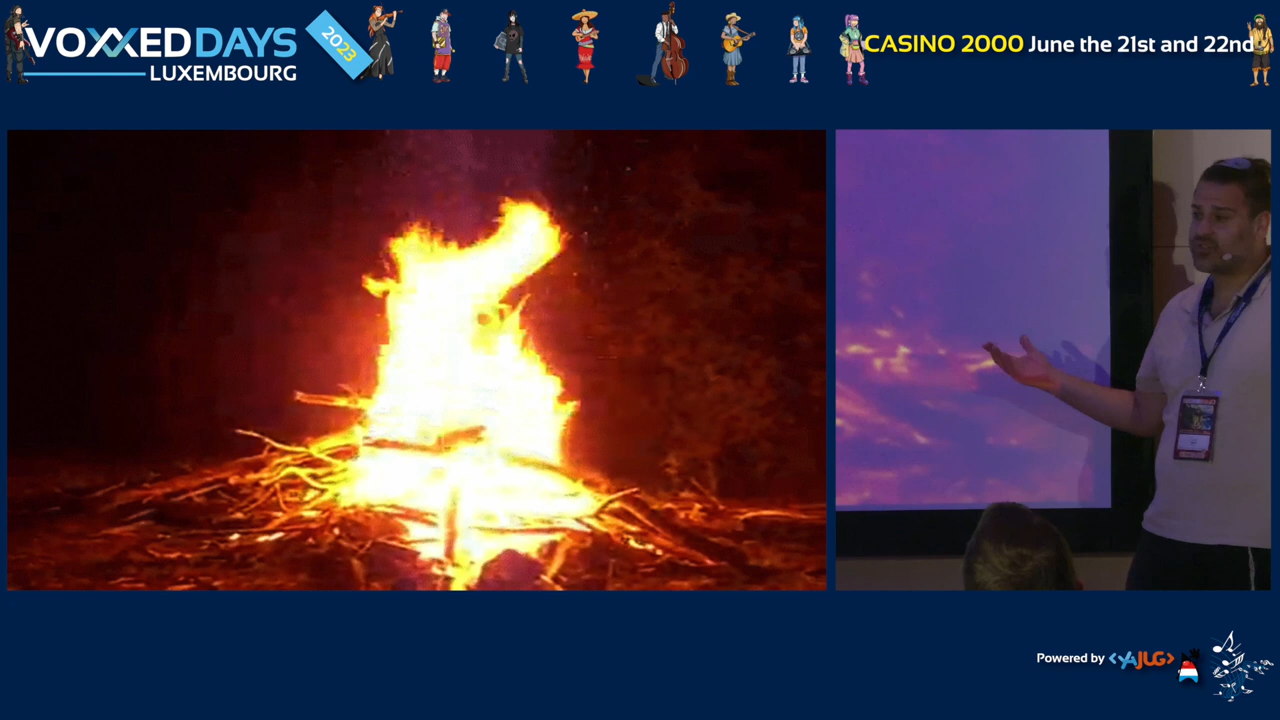 VOXXEDDAYS
LUXEMBOURG
2023
CASINO 2000 June the 21st and 22nd
Powered by <YAJUG>